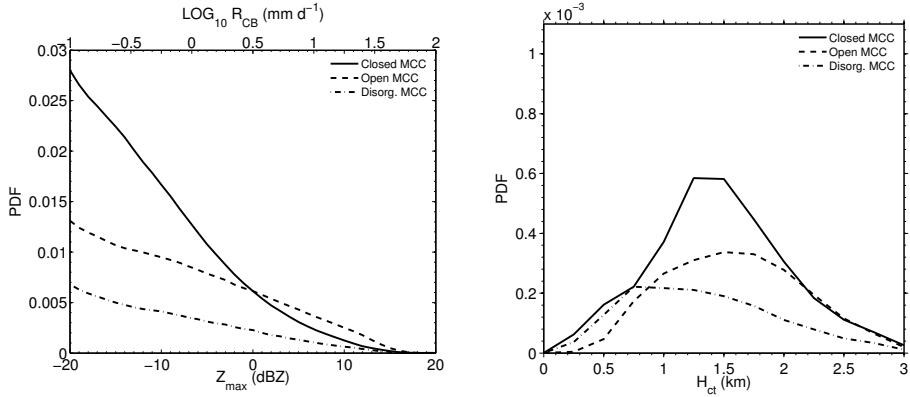 LOG10 RCB (mm d−1)
−1 −0.5 0 0.5 1 1.5 2
0.03
0.025
0.02
0.015
0.01
0.005
0
PDF
Closed MCC
Open MCC
Disorg. MCC
−20 −10 0 10 20
Zmax (dBZ)
x 10−3
1
0.8
0.6
0.4
0.2
0
PDF
Closed MCC
Open MCC
Disorg. MCC
0 0.5 1 1.5 2 2.5 3
Hct (km)